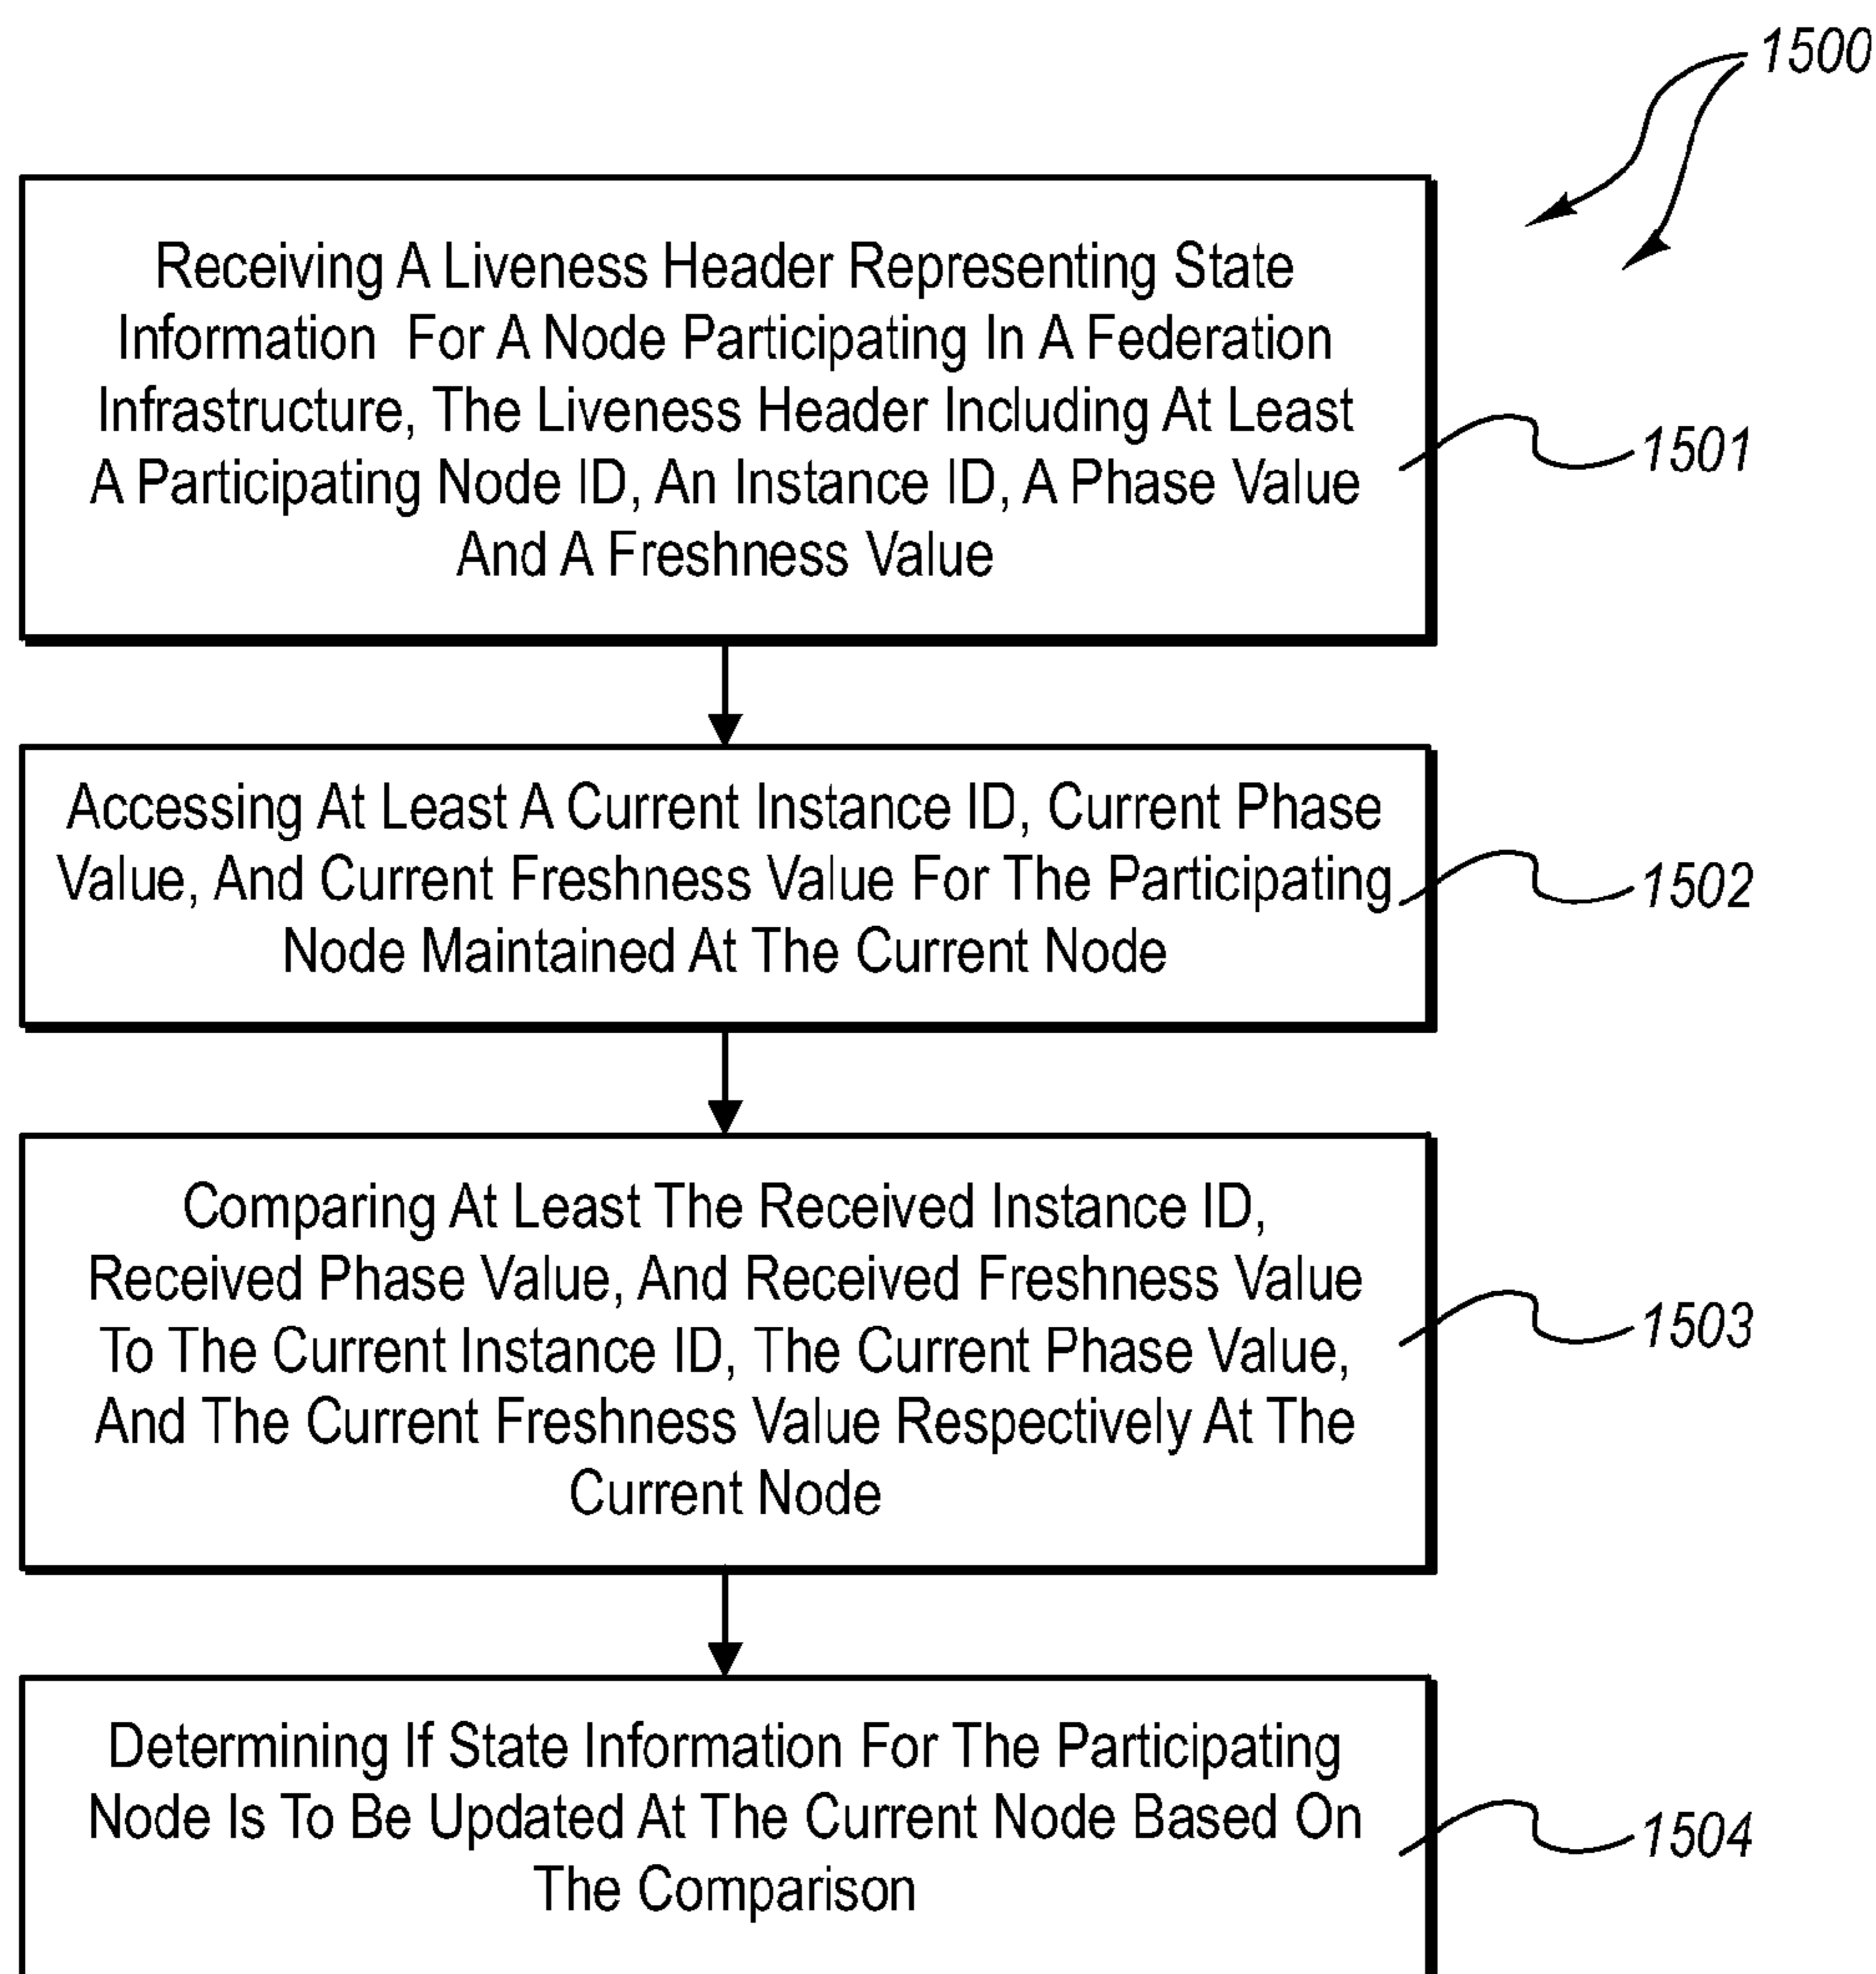 1500
Receiving A Liveness Header Representing State
Information For A Node Participating In A Federation
Infrastructure, The Liveness Header Including At Least
A Participating Node ID, An Instance ID, A Phase Value
And A Freshness Value
1501
Accessing At Least A Current Instance ID, Current Phase
Value, And Current Freshness Value For The Participating
Node Maintained At The Current Node
1502
Comparing At Least The Received Instance ID,
Received Phase Value, And Received Freshness Value
To The Current Instance ID, The Current Phase Value,
And The Current Freshness Value Respectively At The
Current Node
1503
Determining If State Information For The Participating
Node Is To Be Updated At The Current Node Based On
The Comparison
1504